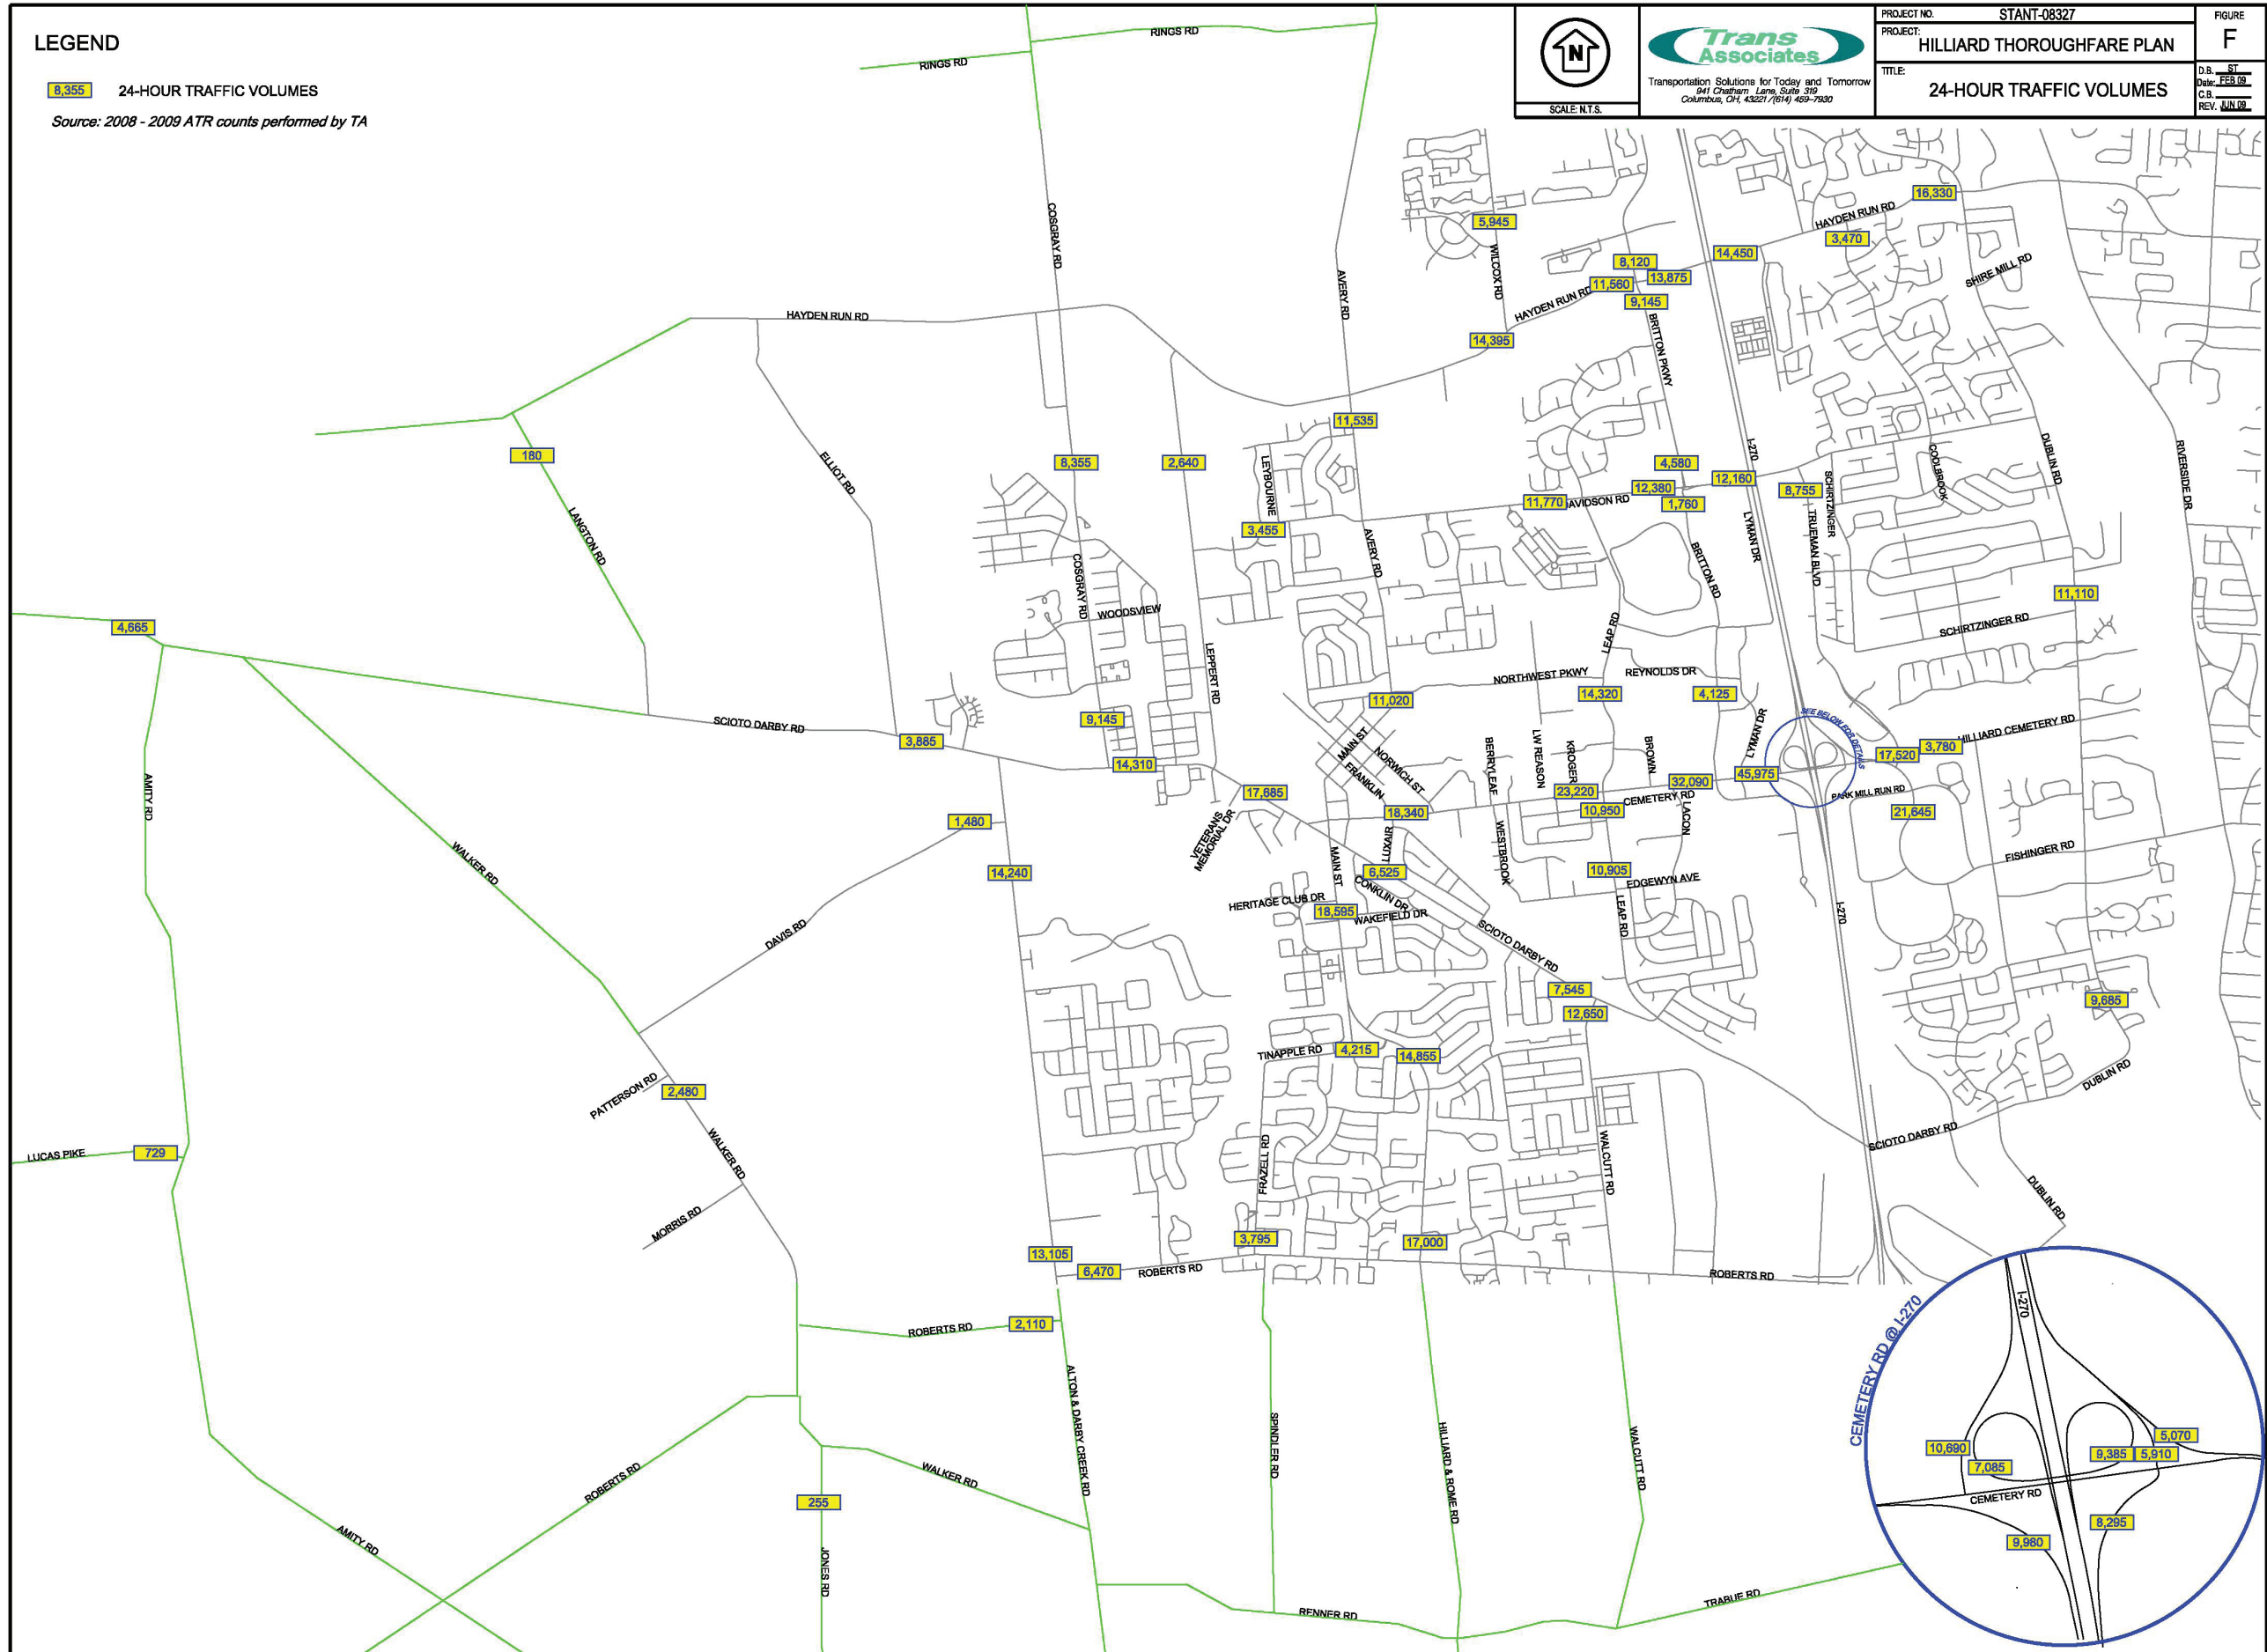 LEGEND
8,355 24-HOUR TRAFFIC VOLUMES
Source: 2008 - 2009 ATR counts performed by TA
N
SCALE: N.T.S.
Trans
Associates
Transportation Solutions for Today and Tomorrow
941 Chatham Lane, Suite 319
Columbus, OH, 43221 / (614) 459-7930
PROJECT NO. STANT-08327
PROJECT:
HILLIARD THOROUGHFARE PLAN
TITLE:
24-HOUR TRAFFIC VOLUMES
FIGURE
F
D.B. ST
Date: FEB 09
C.B.
REV. JUN 09
RINGS RD
RINGS RD
COSGRAY RD
AVERY RD
5,945
WILCOX RD
16,330
HAYDEN RUN RD
3,470
14,450
8,120
13,875
11,560
9,145
HAYDEN RUN RD
14,395
BRITTON PKWY
SHIRE MILL RD
HAYDEN RUN RD
11,535
180
8,355
2,640
4,580
12,160
12,380
11,770
AVIDSON RD
1,760
8,755
I-270
COOLBROOK
DUBLIN RD
RIVERSIDE DR
ELLIOT RD
LEYBOURNE
3,455
LANGTON RD
COSGRAY RD
AVERY RD
BRITTON RD
LYMAN DR
TRUEMAN BLVD
SCHIRTZINGER
11,110
4,665
WOODSVIEW
LEAP RD
SCHIRTZINGER RD
LEPPERT RD
NORTHWEST PKWY
REYNOLDS DR
11,020
14,320
4,125
SCIOTO DARBY RD
3,885
9,145
14,310
MAIN ST
NORWICH ST
FRANKLIN
BERRYLEAF
LW REASON
KROGER
BROWN
LYMAN DR
SEE BELOW FOR DETAILS
HILLIARD CEMETERY RD
3,780
17,520
45,975
32,090
23,220
CEMETERY RD
10,950
18,340
17,685
PARK MILL RUN RD
21,645
AMITY RD
WALKER RD
1,480
14,240
VETERANS
MEMORIAL DR
MAIN ST
LUXAIR
6,525
CONKLIN DR
WESTBROOK
LACON
10,905
EDGEWYN AVE
FISHINGER RD
HERITAGE CLUB DR
18,595
WAKEFIELD DR
LEAP RD
I-270
DAVIS RD
SCIOTO DARBY RD
7,545
12,650
9,685
TINAPPLE RD
4,215
14,855
DUBLIN RD
PATTERSON RD
2,480
WALKER RD
LUCAS PIKE
729
SCIOTO DARBY RD
FRAZELL RD
WALCUTT RD
MORRIS RD
DUBLIN RD
13,105
3,795
17,000
6,470
ROBERTS RD
ROBERTS RD
ROBERTS RD
2,110
ALTON & DARBY CREEK RD
SPINDLER RD
HILLIARD & ROME RD
WALCUTT RD
ROBERTS RD
WALKER RD
255
JONES RD
AMITY RD
RENNER RD
TRABUE RD
CEMETERY RD @ I-270
I-270
10,690
7,085
9,385
5,910
5,070
CEMETERY RD
8,295
9,980